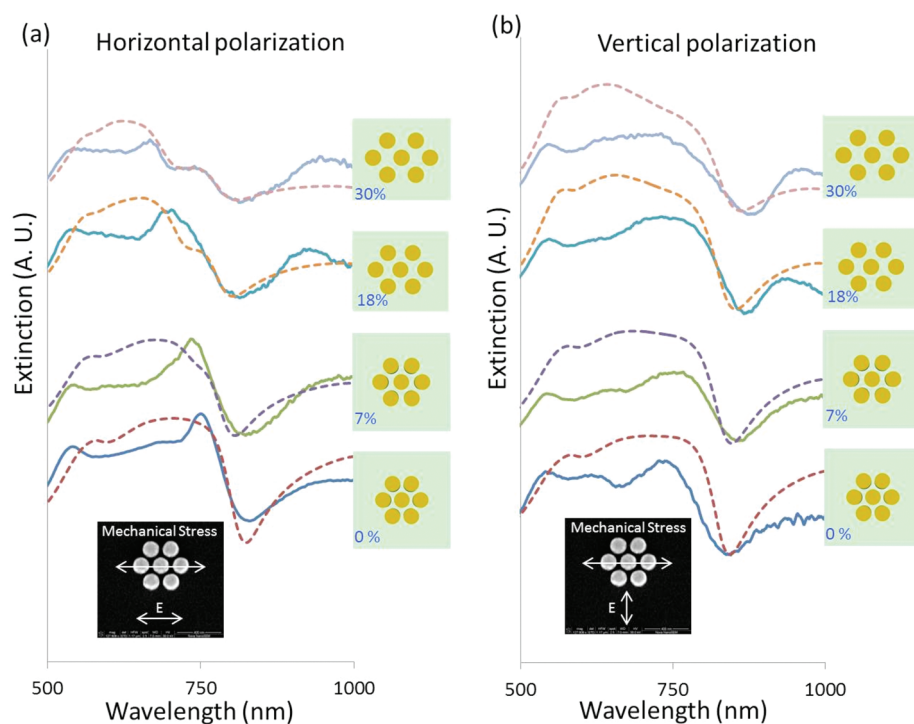 (a)
Horizontal polarization
Extinction (A. U.)
30%
18%
7%
0 %
Mechanical Stress
E
500
750
1000
Wavelength (nm)
(b)
Vertical polarization
Extinction (A. U.)
30%
18%
7%
0 %
Mechanical Stress
E
500
750
1000
Wavelength (nm)